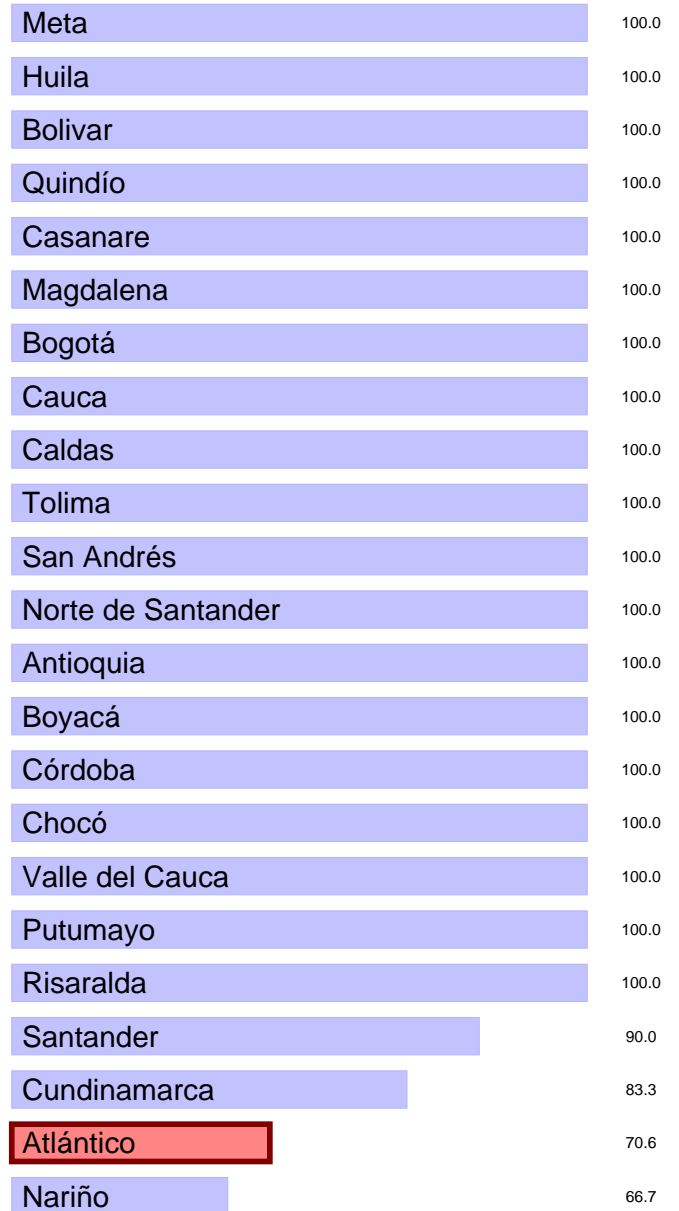 Meta 100.0
Huila 100.0
Bolivar 100.0
Quindío 100.0
Casanare 100.0
Magdalena 100.0
Bogotá 100.0
Cauca 100.0
Caldas 100.0
Tolima 100.0
San Andrés 100.0
Norte de Santander 100.0
Antioquia 100.0
Boyacá 100.0
Córdoba 100.0
Chocó 100.0
Valle del Cauca 100.0
Putumayo 100.0
Risaralda 100.0
Santander 90.0
Cundinamarca 83.3
Atlántico 70.6
Nariño 66.7